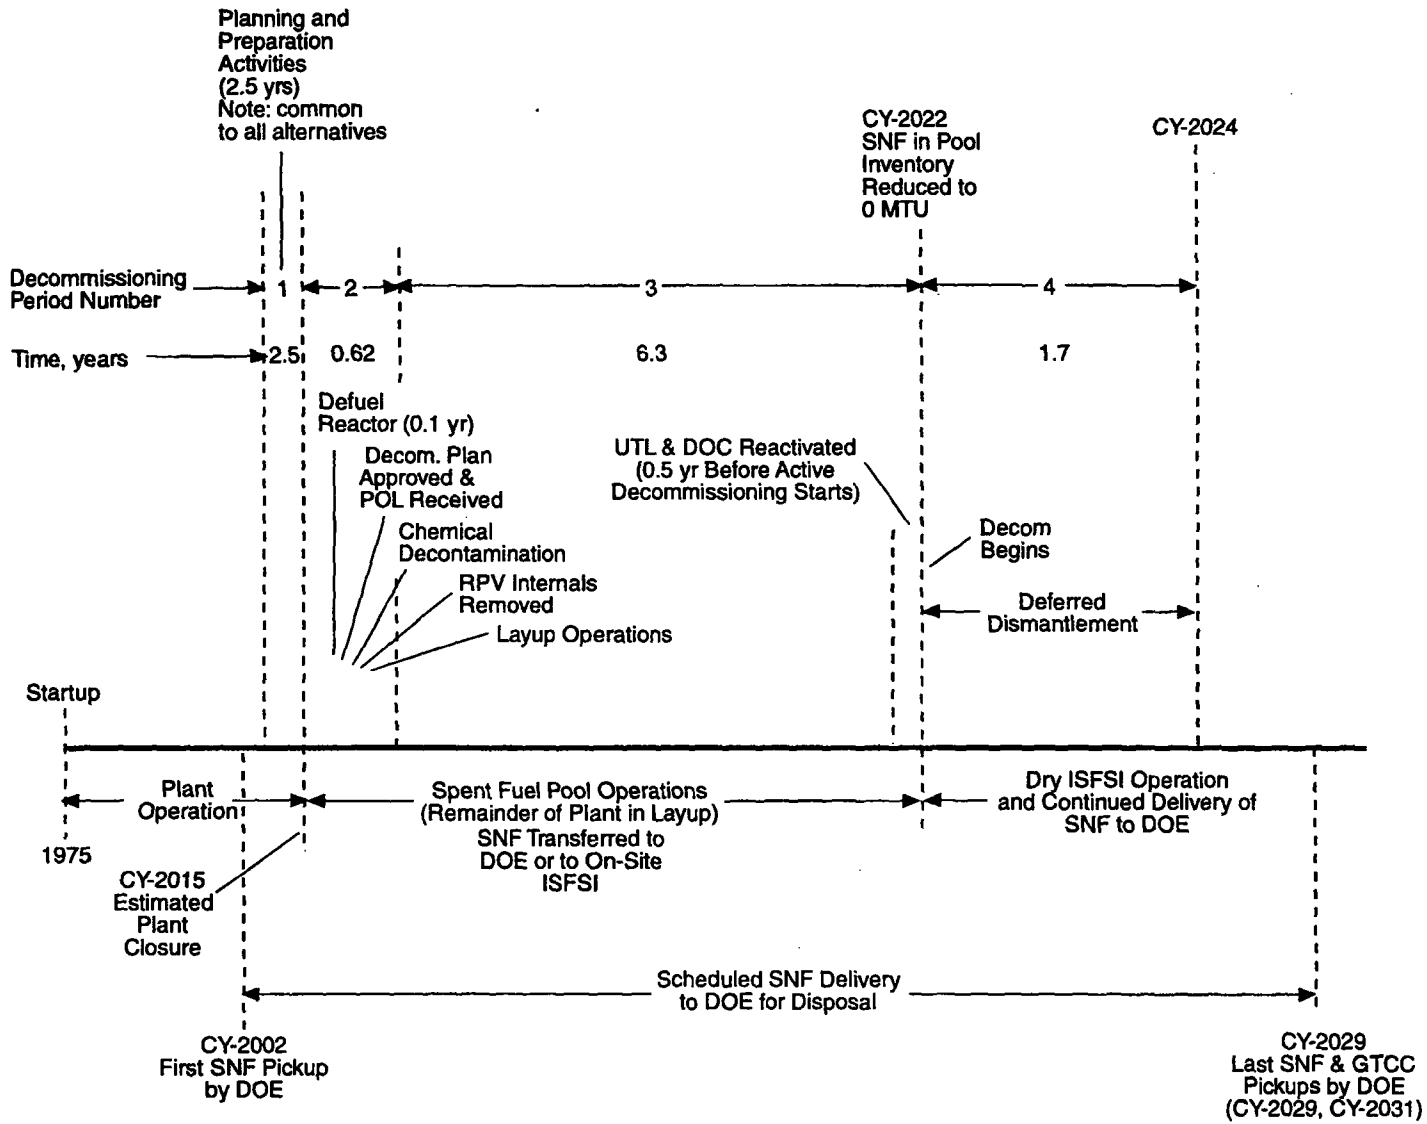 Planning and
Preparation
Activities
(2.5 yrs)
Note: common
to all alternatives
CY-2022
SNF in Pool
Inventory
Reduced to
0 MTU
CY-2024
Decommissioning
Period Number
1
2
3
4
Time, years
2.5
0.62
6.3
1.7
Defuel
Reactor (0.1 yr)
Decom. Plan
Approved &
POL Received
Chemical
Decontamination
RPV Internals
Removed
Layup Operations
UTL & DOC Reactivated
(0.5 yr Before Active
Decommissioning Starts)
Decom
Begins
Deferred
Dismantlement
Startup
Plant
Operation
Spent Fuel Pool Operations
(Remainder of Plant in Layup)
SNF Transferred to
DOE or to On-Site
ISFSI
Dry ISFSI Operation
and Continued Delivery of
SNF to DOE
1975
CY-2015
Estimated
Plant
Closure
Scheduled SNF Delivery
to DOE for Disposal
CY-2002
First SNF Pickup
by DOE
CY-2029
Last SNF & GTCC
Pickups by DOE
(CY-2029, CY-2031)